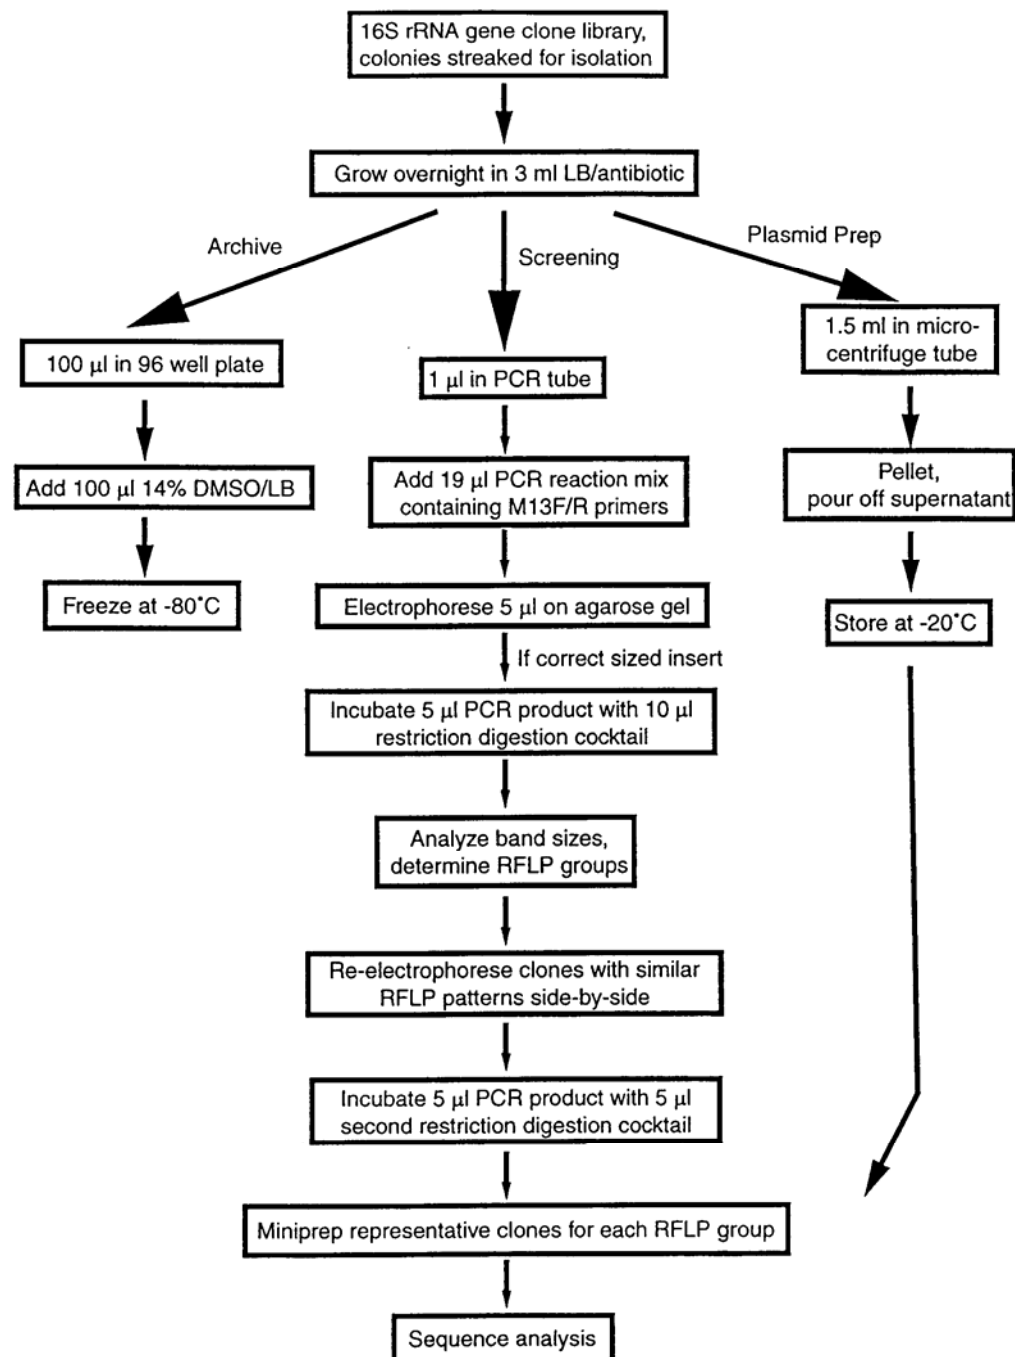 16S rRNA gene clone library,
colonies streaked for isolation
Grow overnight in 3 ml LB/antibiotic
Archive
Screening
Plasmid Prep
100 µl in 96 well plate
Add 100 µl 14% DMSO/LB
Freeze at -80°C
1 µl in PCR tube
Add 19 µl PCR reaction mix
containing M13F/R primers
Electrophorese 5 µl on agarose gel
If correct sized insert
Incubate 5 µl PCR product with 10 µl
restriction digestion cocktail
Analyze band sizes,
determine RFLP groups
Re-electrophorese clones with similar
RFLP patterns side-by-side
Incubate 5 µl PCR product with 5 µl
second restriction digestion cocktail
1.5 ml in micro-
centrifuge tube
Pellet,
pour off supernatant
Store at -20°C
Miniprep representative clones for each RFLP group
Sequence analysis